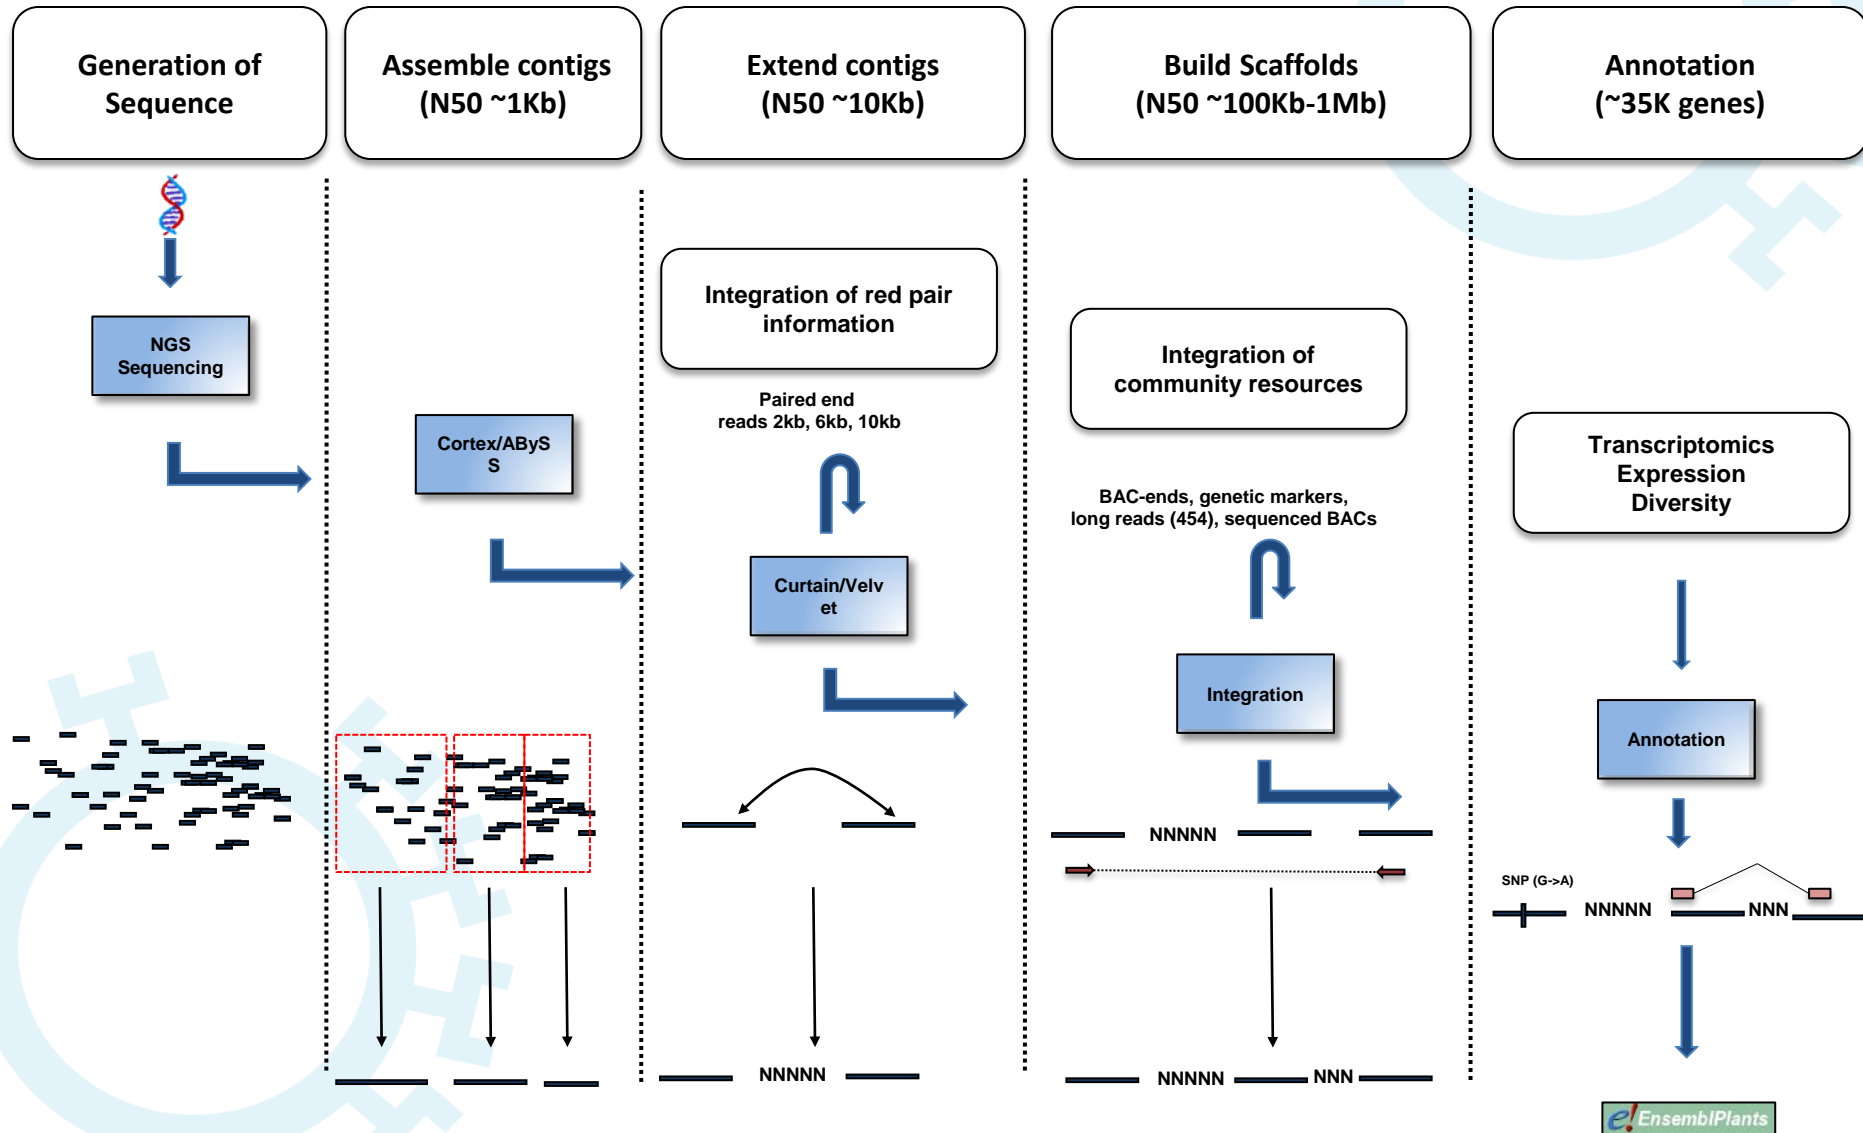 Generation of
Sequence
Assemble contigs
(N50 ~1Kb)
Extend contigs
(N50 ~10Kb)
Build Scaffolds
(N50 ~100Kb-1Mb)
Annotation
(~35K genes)
NGS
Sequencing
Cortex/AByS
S
Integration of red pair
information
Paired end
reads 2kb, 6kb, 10kb
Curtain/Velv
et
Integration of
community resources
BAC-ends, genetic markers,
long reads (454), sequenced BACs
Integration
Transcriptomics
Expression
Diversity
Annotation
NNNNN
SNP (G->A)
NNNNN
NNN
NNNNN
NNNNN
NNN
e! EnsemblPlants